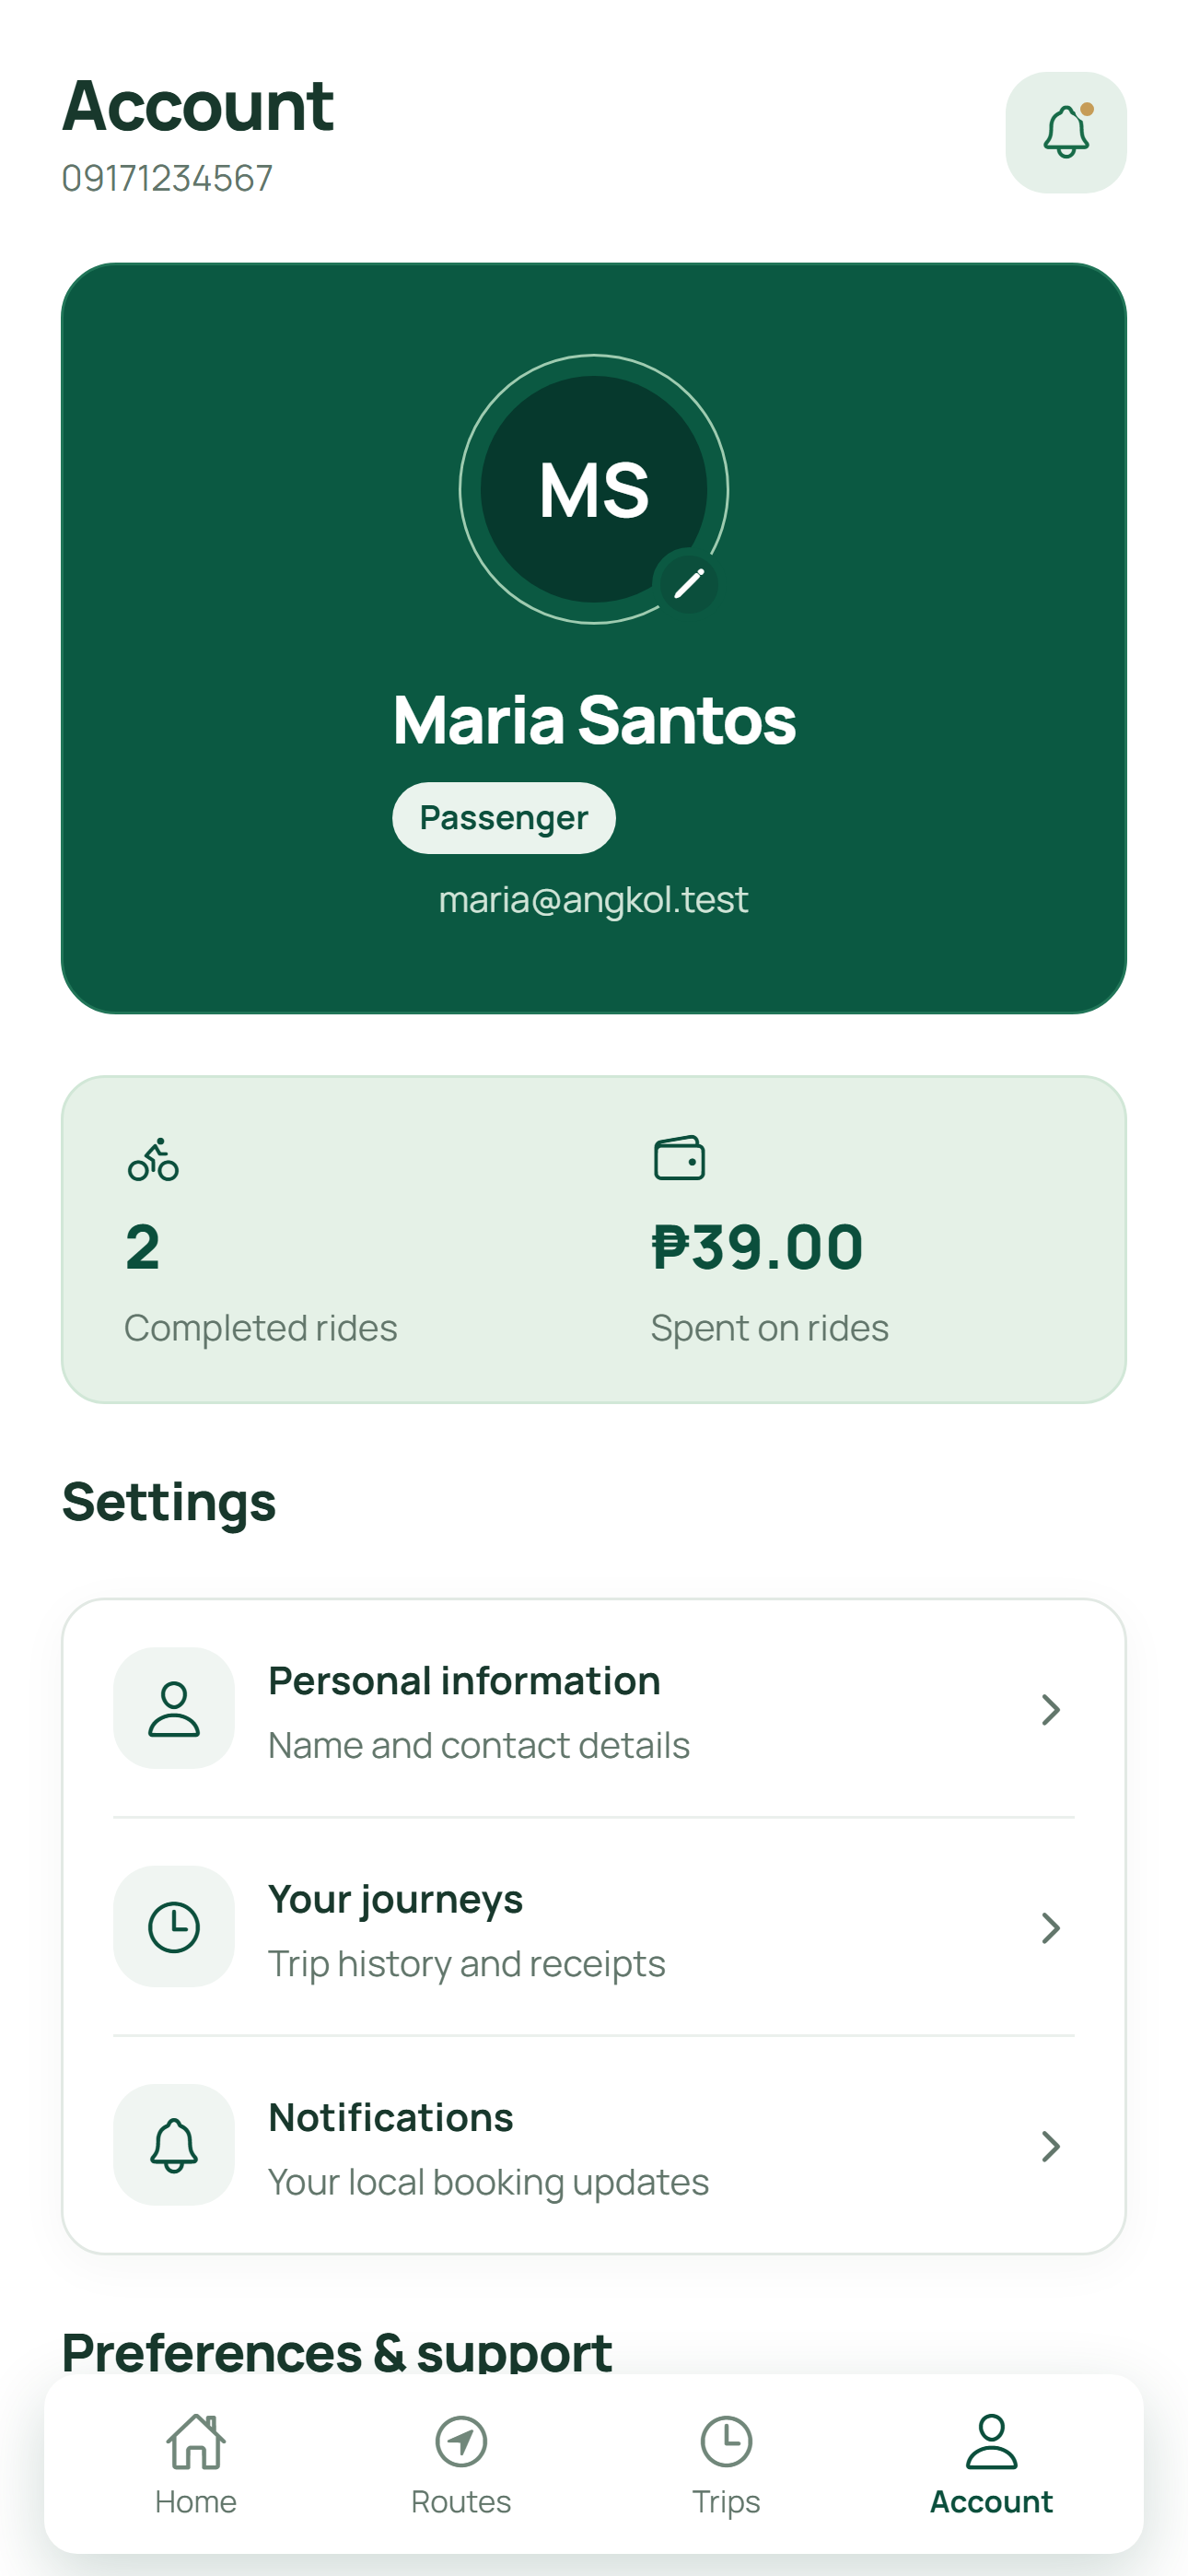 Account
09171234567
MS
Maria Santos
Passenger
maria@angkol.test
2
₱39.00
Completed rides
Spent on rides
Settings
Personal information
Name and contact details
Your journeys
Trip history and receipts
Notifications
Your local booking updates
Preferences & support
Home
Routes
Trips
Account